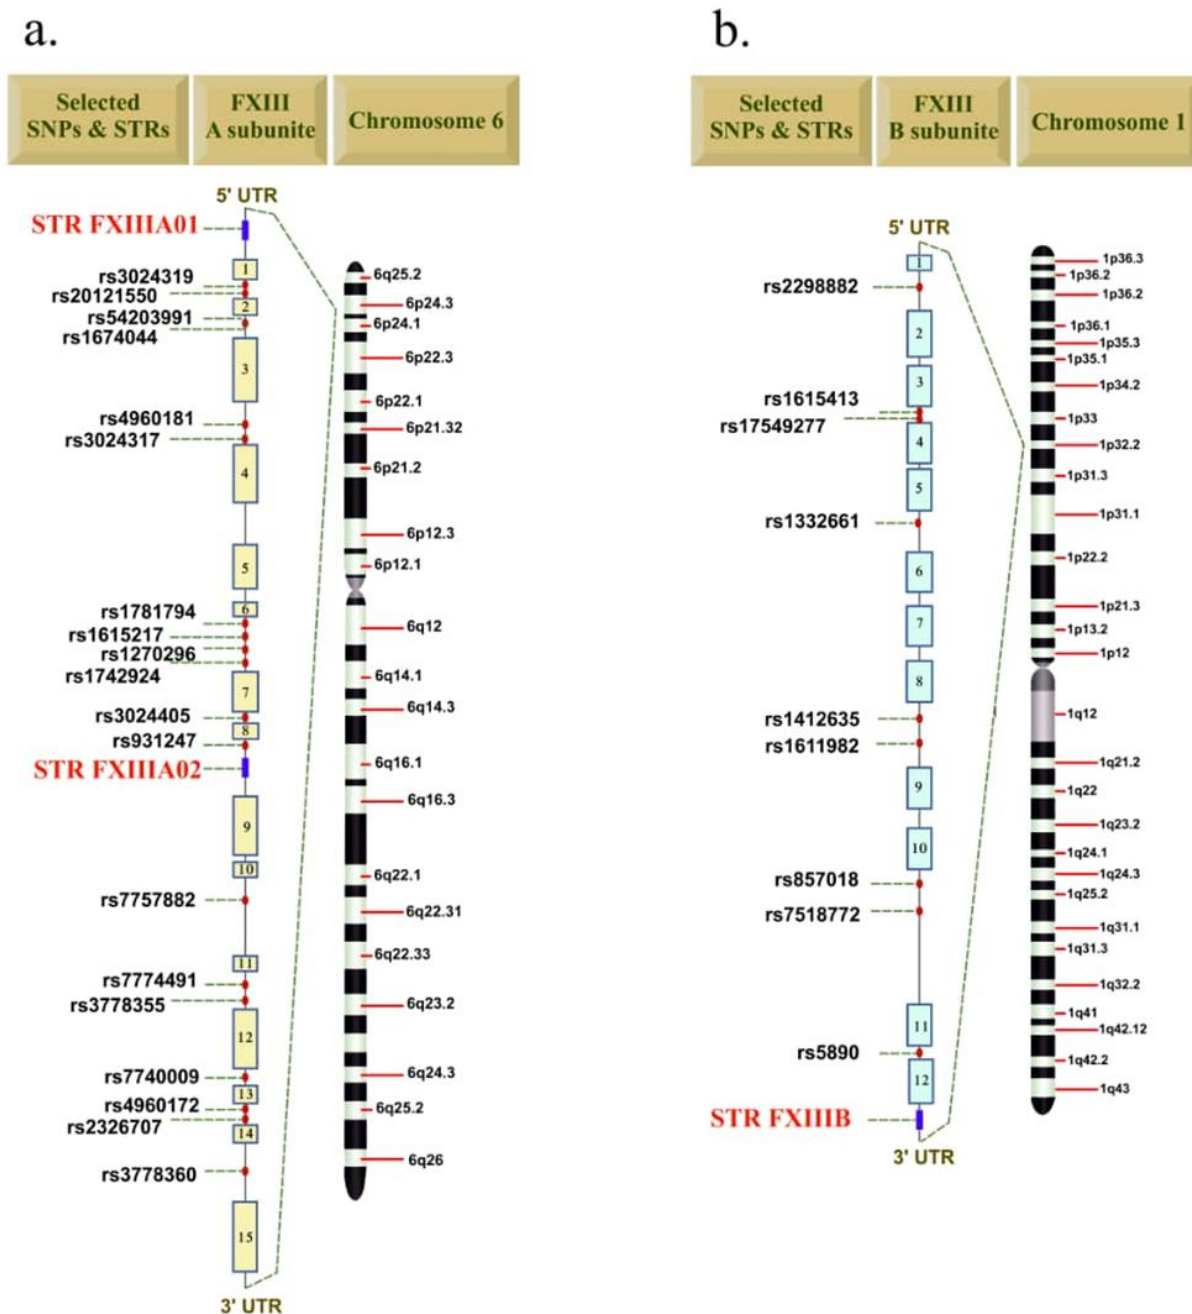 a.
Selected
SNPs & STRs
FXIII
A subunite
Chromosome 6
5' UTR
STR FXIIIA01
rs3024319
rs20121550
rs54203991
rs1674044
rs4960181
rs3024317
rs1781794
rs1615217
rs1270296
rs1742924
rs3024405
rs931247
STR FXIIIA02
rs7757882
rs7774491
rs3778355
rs7740009
rs4960172
rs2326707
rs3778360
1
2
3
4
5
6
7
8
9
10
11
12
13
14
15
3' UTR
6q25.2
6p24.3
6p24.1
6p22.3
6p22.1
6p21.32
6p21.2
6p12.3
6p12.1
6q12
6q14.1
6q14.3
6q16.1
6q16.3
6q22.1
6q22.31
6q22.33
6q23.2
6q24.3
6q25.2
6q26
b.
Selected
SNPs & STRs
FXIII
B subunite
Chromosome 1
5' UTR
rs2298882
rs1615413
rs17549277
rs1332661
rs1412635
rs1611982
rs857018
rs7518772
rs5890
STR FXIIIB
1
2
3
4
5
6
7
8
9
10
11
12
3' UTR
1p36.3
1p36.2
1p36.2
1p36.1
1p35.3
1p35.1
1p34.2
1p33
1p32.2
1p31.3
1p31.1
1p22.2
1p21.3
1p13.2
1p12
1q12
1q21.2
1q22
1q23.2
1q24.1
1q24.3
1q25.2
1q31.1
1q31.3
1q32.2
1q41
1q42.12
1q42.2
1q43